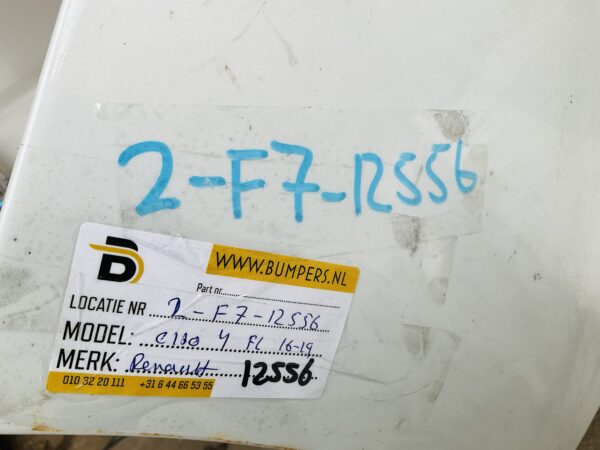 2-F7-12556
B
WWW.BUMPERS.NL
Part nr.
LOCATIE NR 2-F7-12556
MODEL: Clio 4 FL 16-19
MERK: Renault 12556
010 32 20 111 +31 6 44 66 53 55